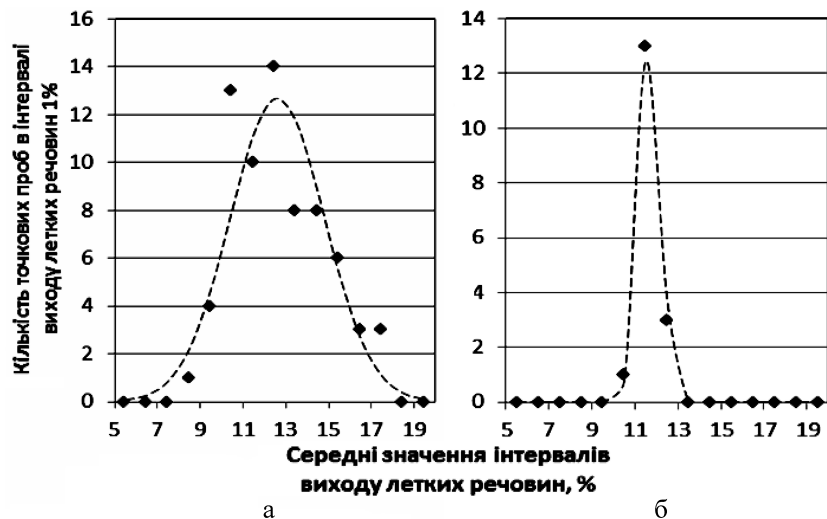 Кількість точкових проб в інтервалі
виходу летких речовин 1%
16
14
12
10
8
6
4
2
0
5 7 9 11 13 15 17 19
14
12
10
8
6
4
2
0
5 7 9 11 13 15 17 19
Середні значення інтервалів
виходу летких речовин, %
а б